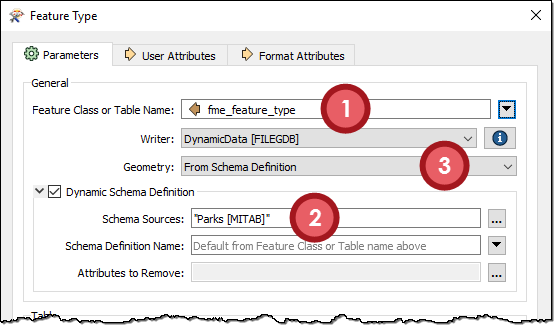 Feature Type
Parameters User Attributes Format Attributes
General
Feature Class or Table Name: fme_feature_type 1
Writer: DynamicData [FILEGDB]
Geometry: From Schema Definition 3
Dynamic Schema Definition
Schema Sources: "Parks [MITAB]" 2 ...
Schema Definition Name: Default from Feature Class or Table name above
Attributes to Remove: ...